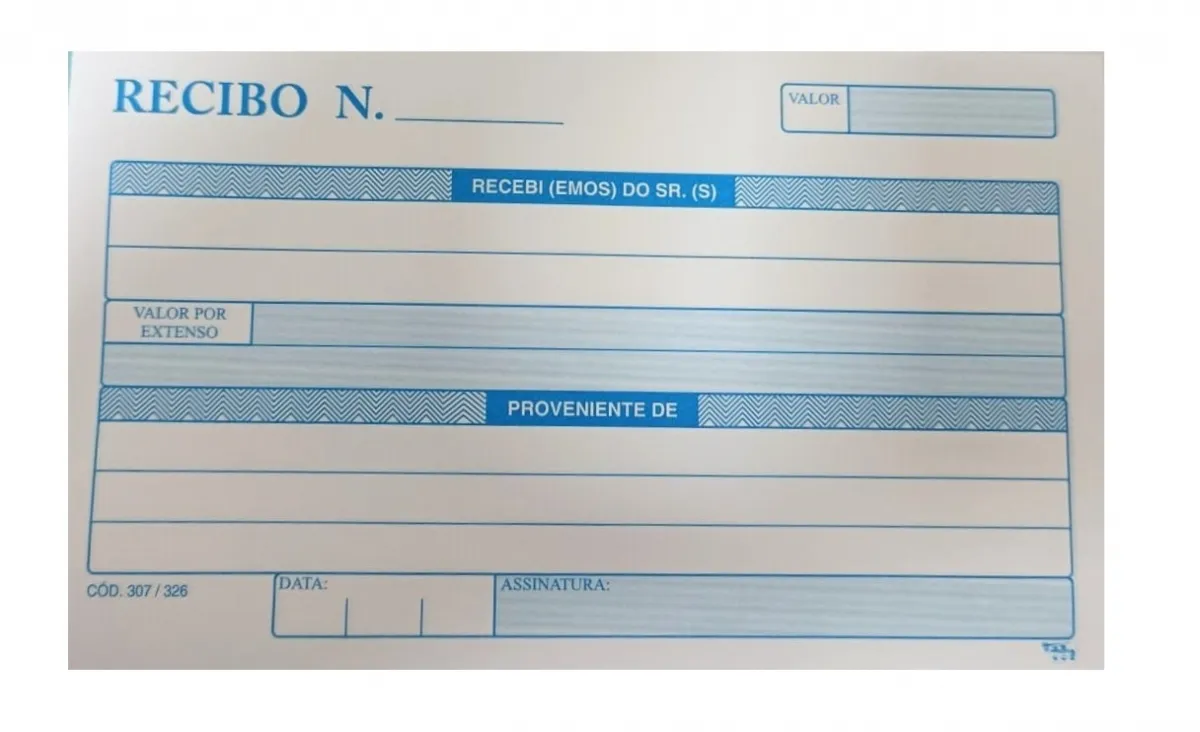 RECIBO N.
VALOR
RECEBI (EMOS) DO SR. (S)
VALOR POR
EXTENSO
PROVENIENTE DE
CÓD. 307 / 326
DATA:
ASSINATURA: